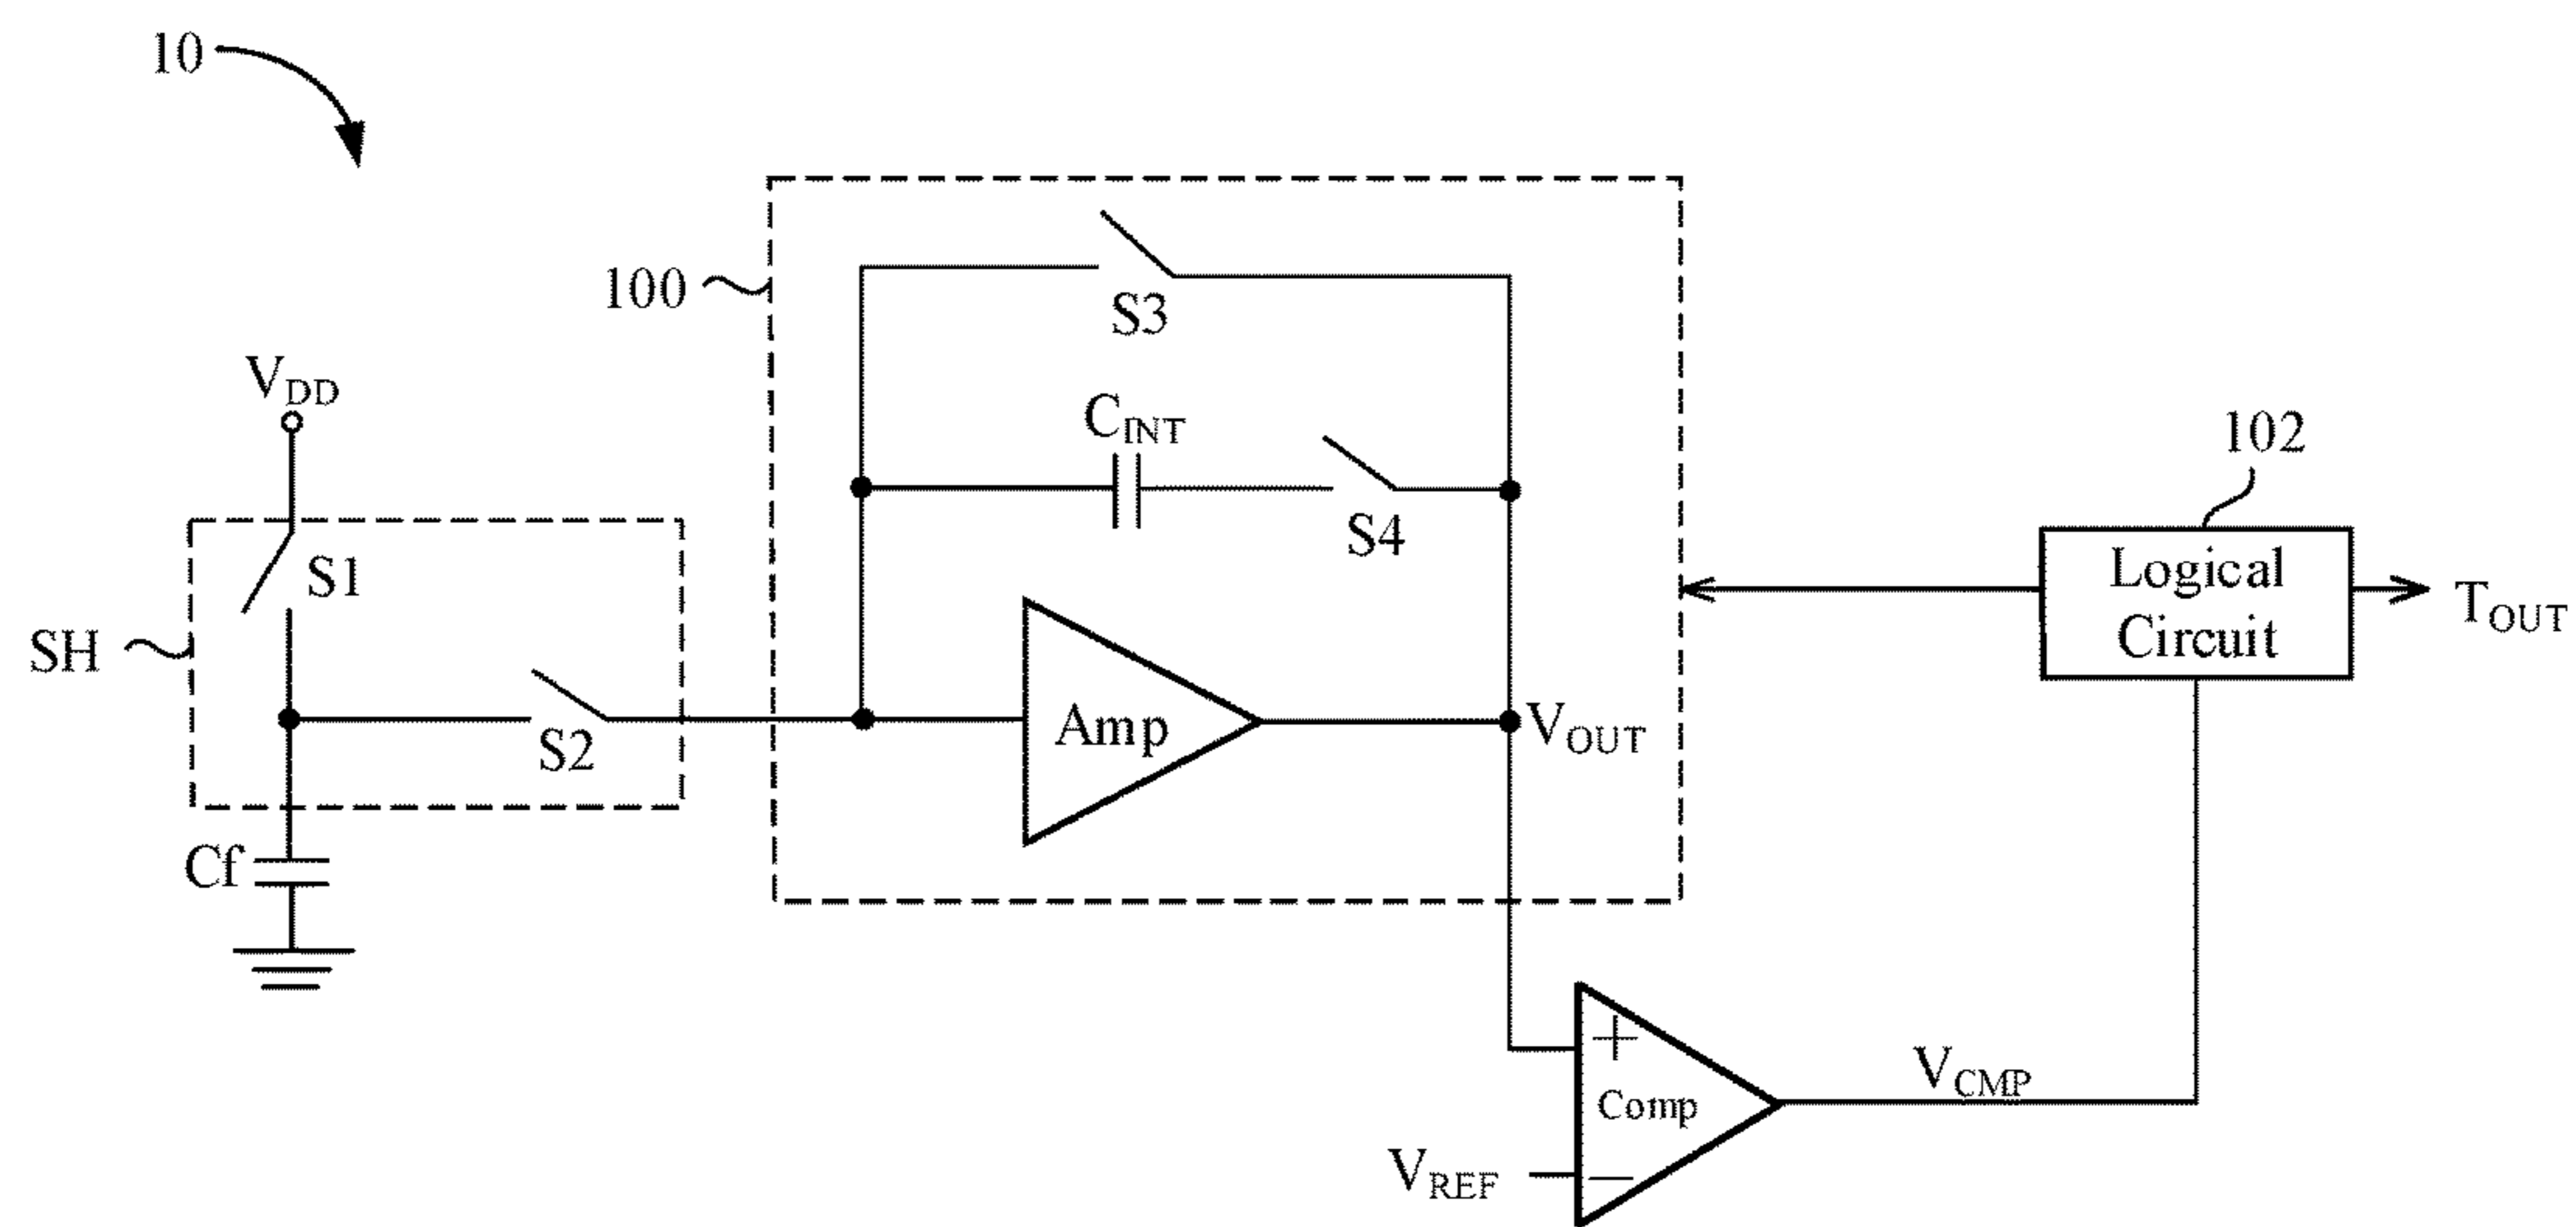 10
100
S3
V_DD
C_INT
S4
102
S1
SH
S2
Amp
V_OUT
Logical
Circuit
T_OUT
Cf
+
Comp
V_CMP
V_REF
−